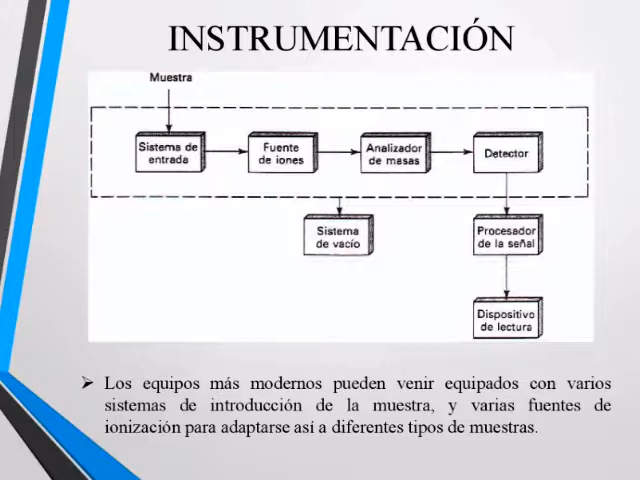 INSTRUMENTACIÓN
Muestra
Sistema de
entrada
Fuente
de iones
Analizador
de masas
Detector
Sistema
de vacío
Procesador
de la señal
Dispositivo
de lectura
Los equipos más modernos pueden venir equipados con varios
sistemas de introducción de la muestra, y varias fuentes de
ionización para adaptarse así a diferentes tipos de muestras.